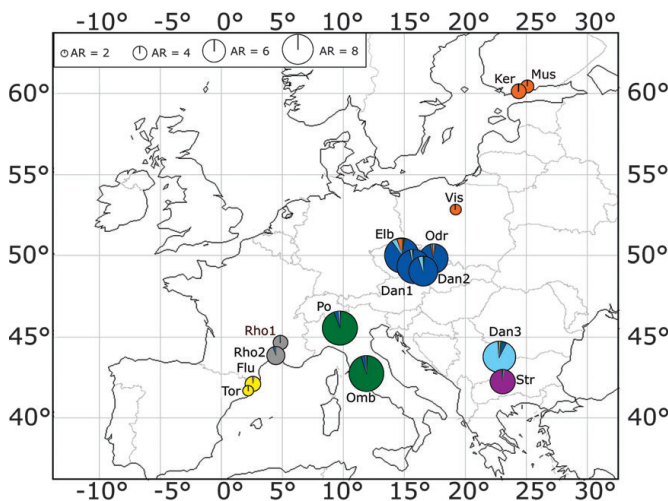 -10° -5° 0° 5° 10° 15° 20° 25° 30°
AR = 2 AR = 4 AR = 6 AR = 8
Ker Mus
60° 60°
55° 55°
Vis
Elb Odr
50° 50°
Dan1 Dan2
Po
Rho1 Dan3
45° 45°
Rho2
Flu
Tor Str
Omb
40° 40°
-10° -5° 0° 5° 10° 15° 20° 25° 30°